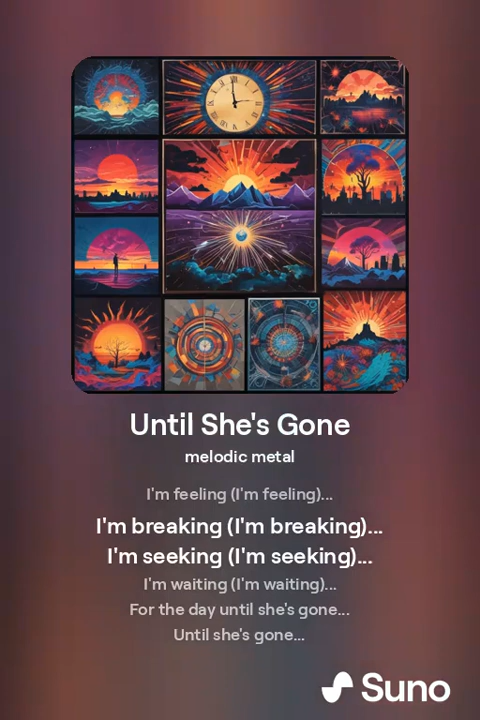 Until She's Gone
melodic metal
I'm feeling (I'm feeling)...
I'm breaking (I'm breaking)...
I'm seeking (I'm seeking)...
I'm waiting (I'm waiting)...
For the day until she's gone...
Until she's gone...
Suno